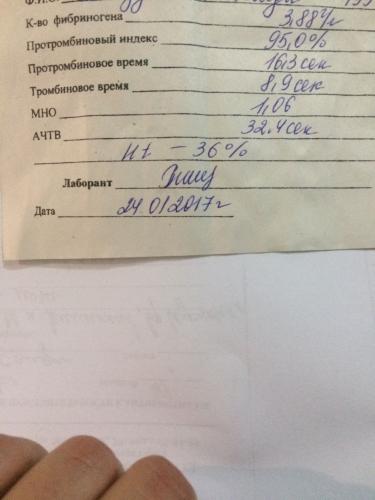 Ф.И.О.
К-во фибриногена 3,88 г/л
Протромбиновый индекс 95,0%
Протромбиновое время 16,3 сек
Тромбиновое время 8,9 сек
МНО 1,06
АЧТВ 32,4 сек
Ht – 36%
Лаборант
Дата 24.01 2017 г